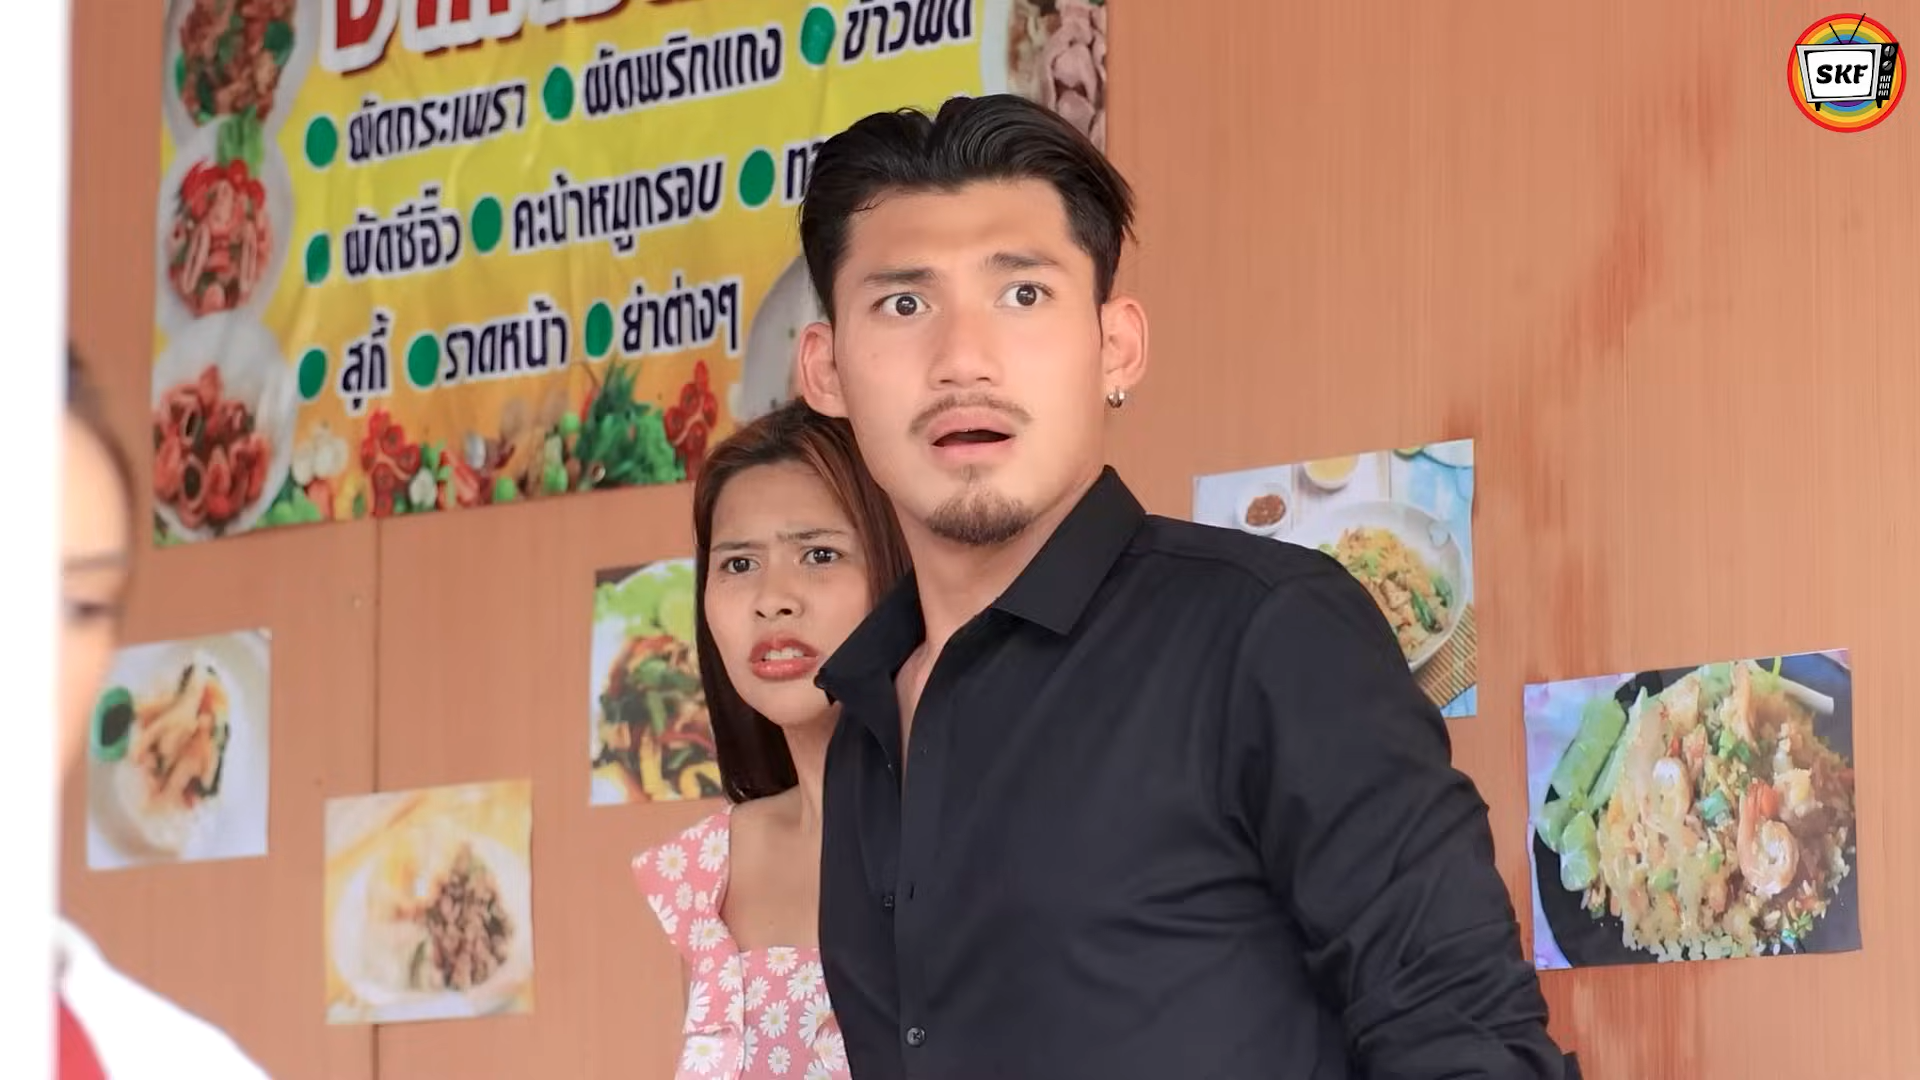 • ผัดกระเพรา • ผัดพริกแกง • ข้าวผัด
• ผัดซีอิ๊ว • คะน้าหมูกรอบ •
• สุกี้ • ราดหน้า • ยำต่างๆ
SKF